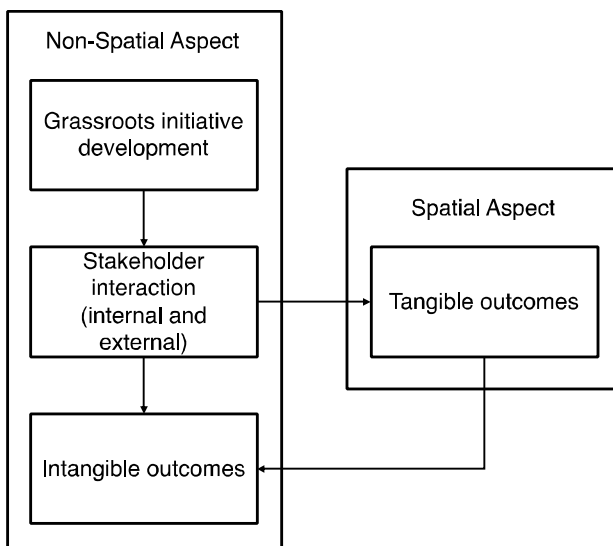 Non-Spatial Aspect
Grassroots initiative
development
Stakeholder
interaction
(internal and
external)
Intangible outcomes
Spatial Aspect
Tangible outcomes